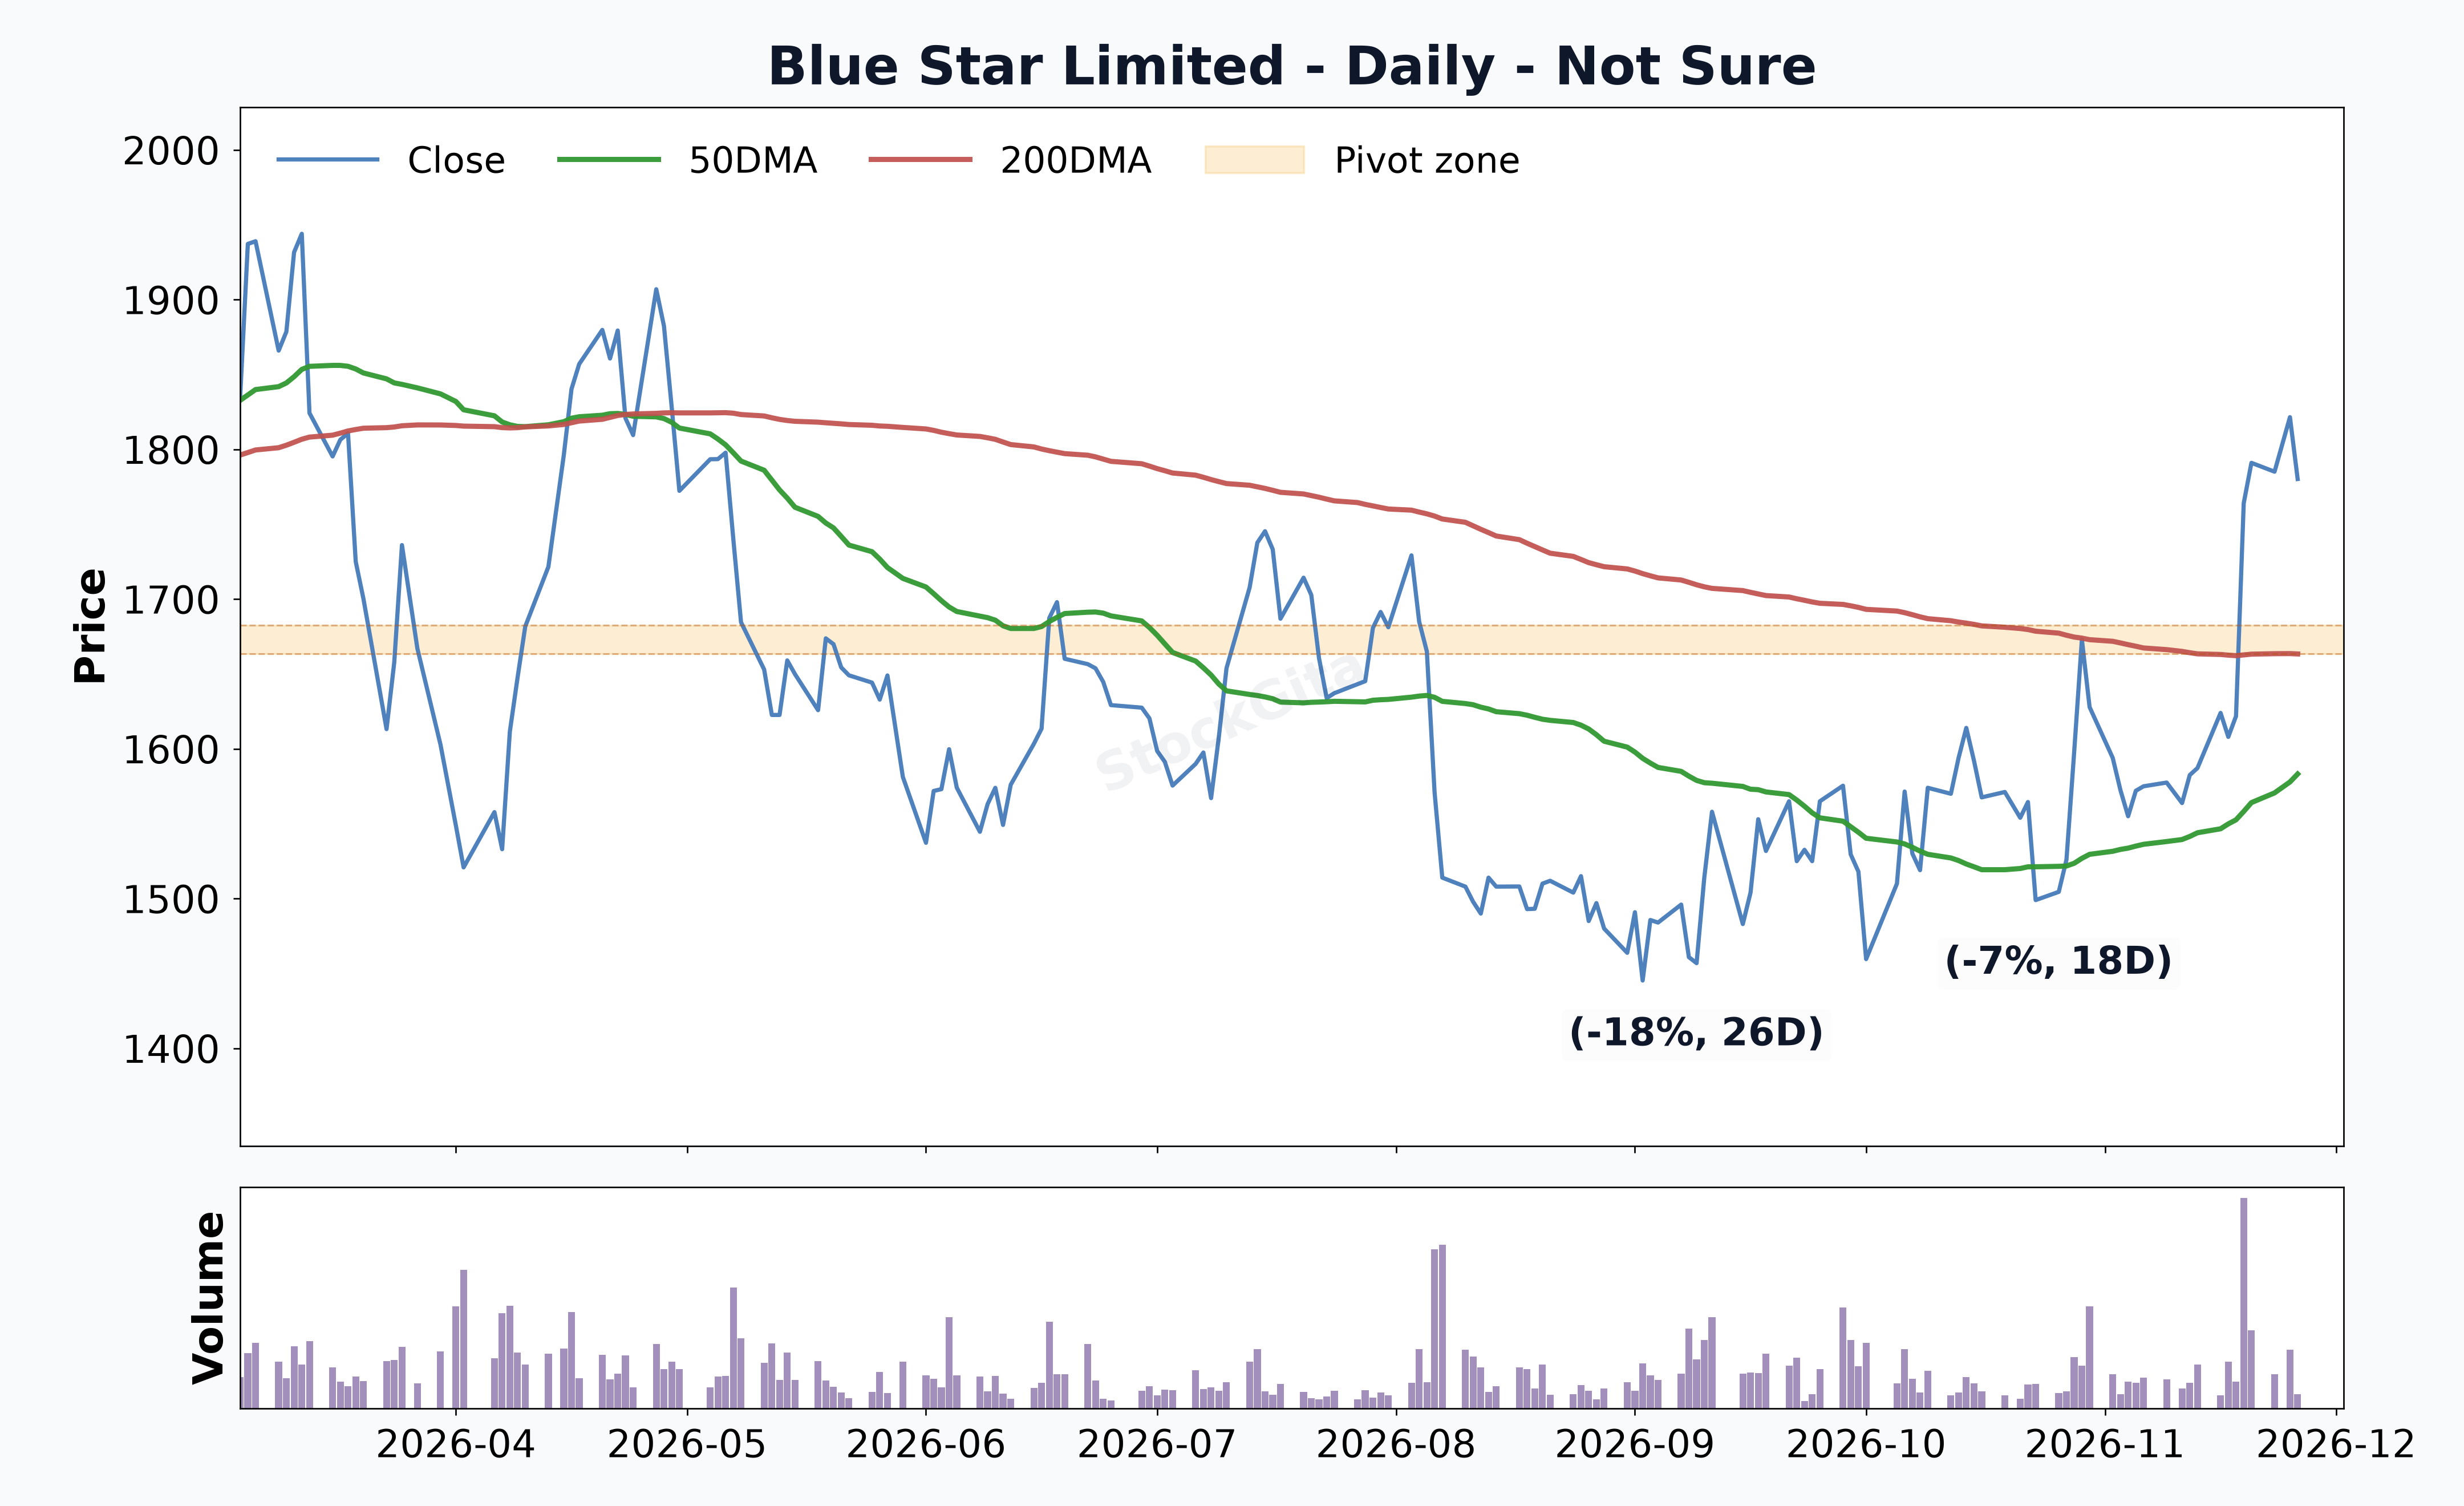 Blue Star Limited - Daily - Not Sure
Close 50DMA 200DMA Pivot zone
Price
2000
1900
1800
1700
1600
1500
1400
StockGita
(-7%, 18D)
(-18%, 26D)
Volume
2026-04 2026-05 2026-06 2026-07 2026-08 2026-09 2026-10 2026-11 2026-12